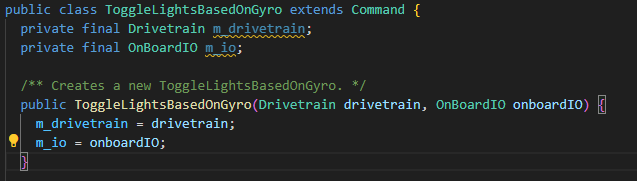 public class ToggleLightsBasedOnGyro extends Command {
private final Drivetrain m_drivetrain;
private final OnBoardIO m_io;
/** Creates a new ToggleLightsBasedOnGyro. */
public ToggleLightsBasedOnGyro(Drivetrain drivetrain, OnBoardIO onboardIO) {
m_drivetrain = drivetrain;
m_io = onboardIO;
}